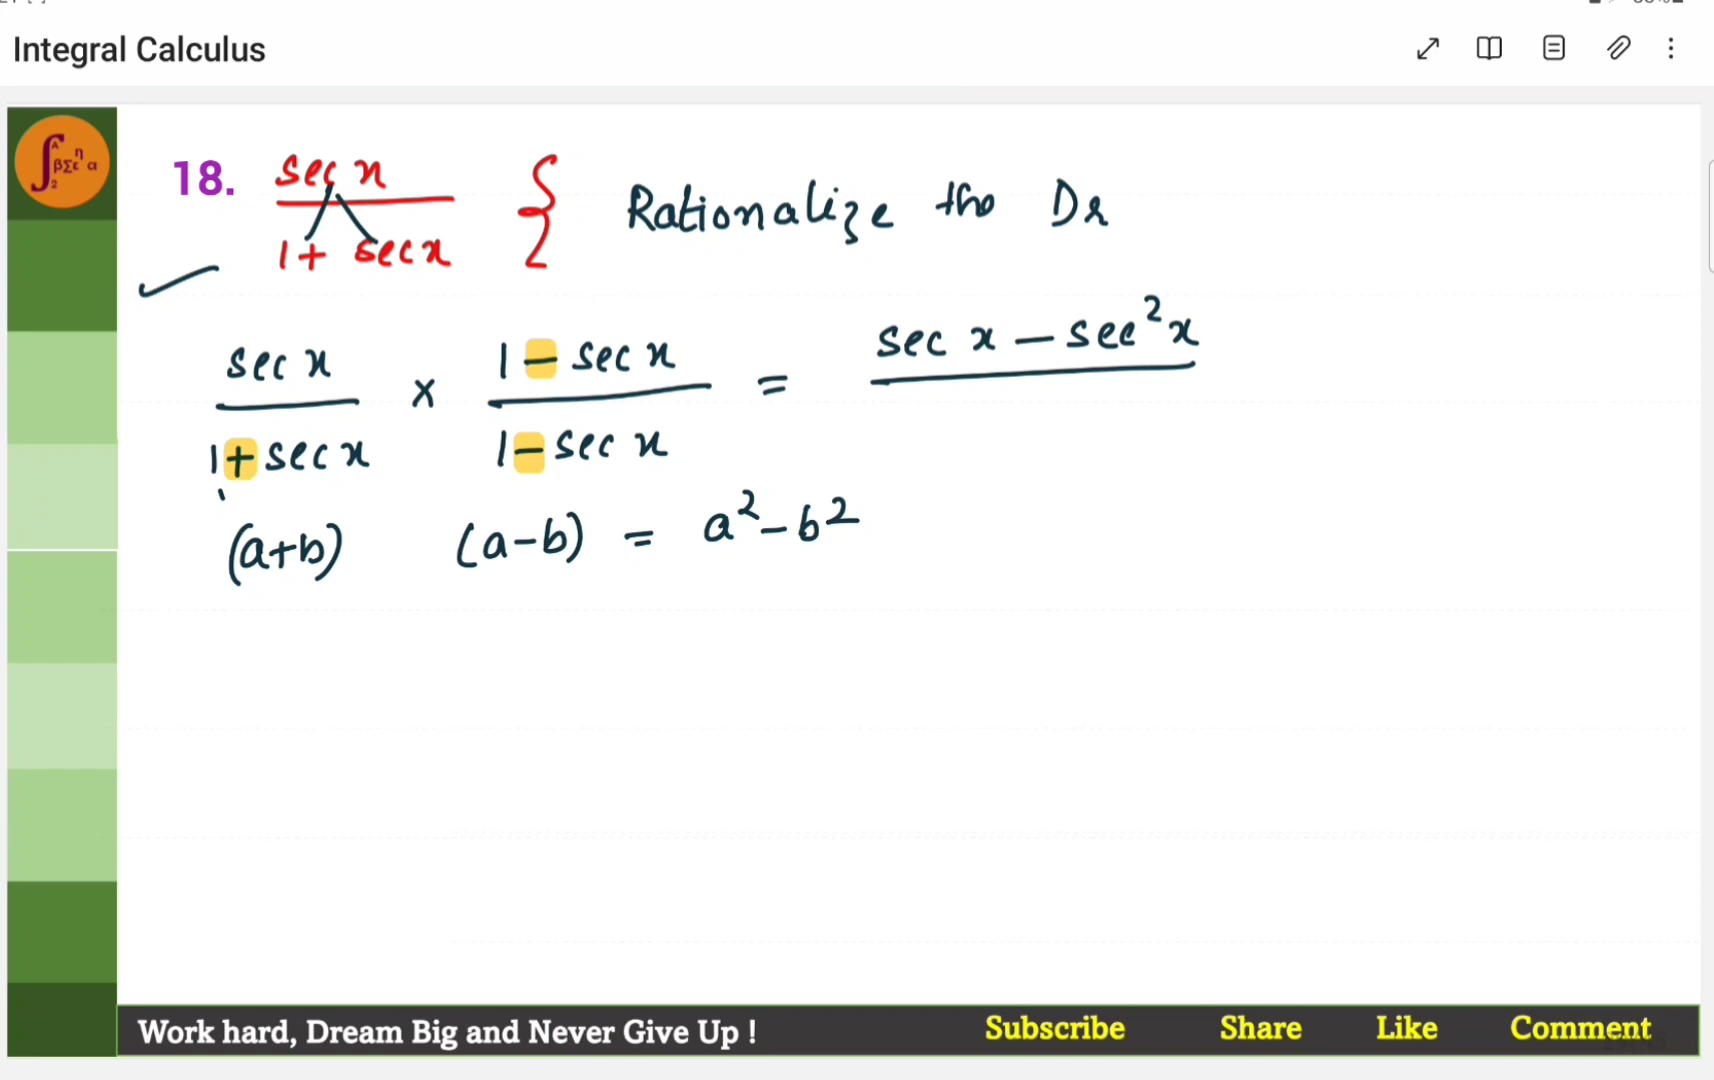 Integral Calculus
18. sec x / 1 + sec x { Rationalize the Dr
sec x / 1 + sec x × 1 − sec x / 1 − sec x = sec x − sec²x
(a+b) (a−b) = a² − b²
Work hard, Dream Big and Never Give Up ! Subscribe Share Like Comment